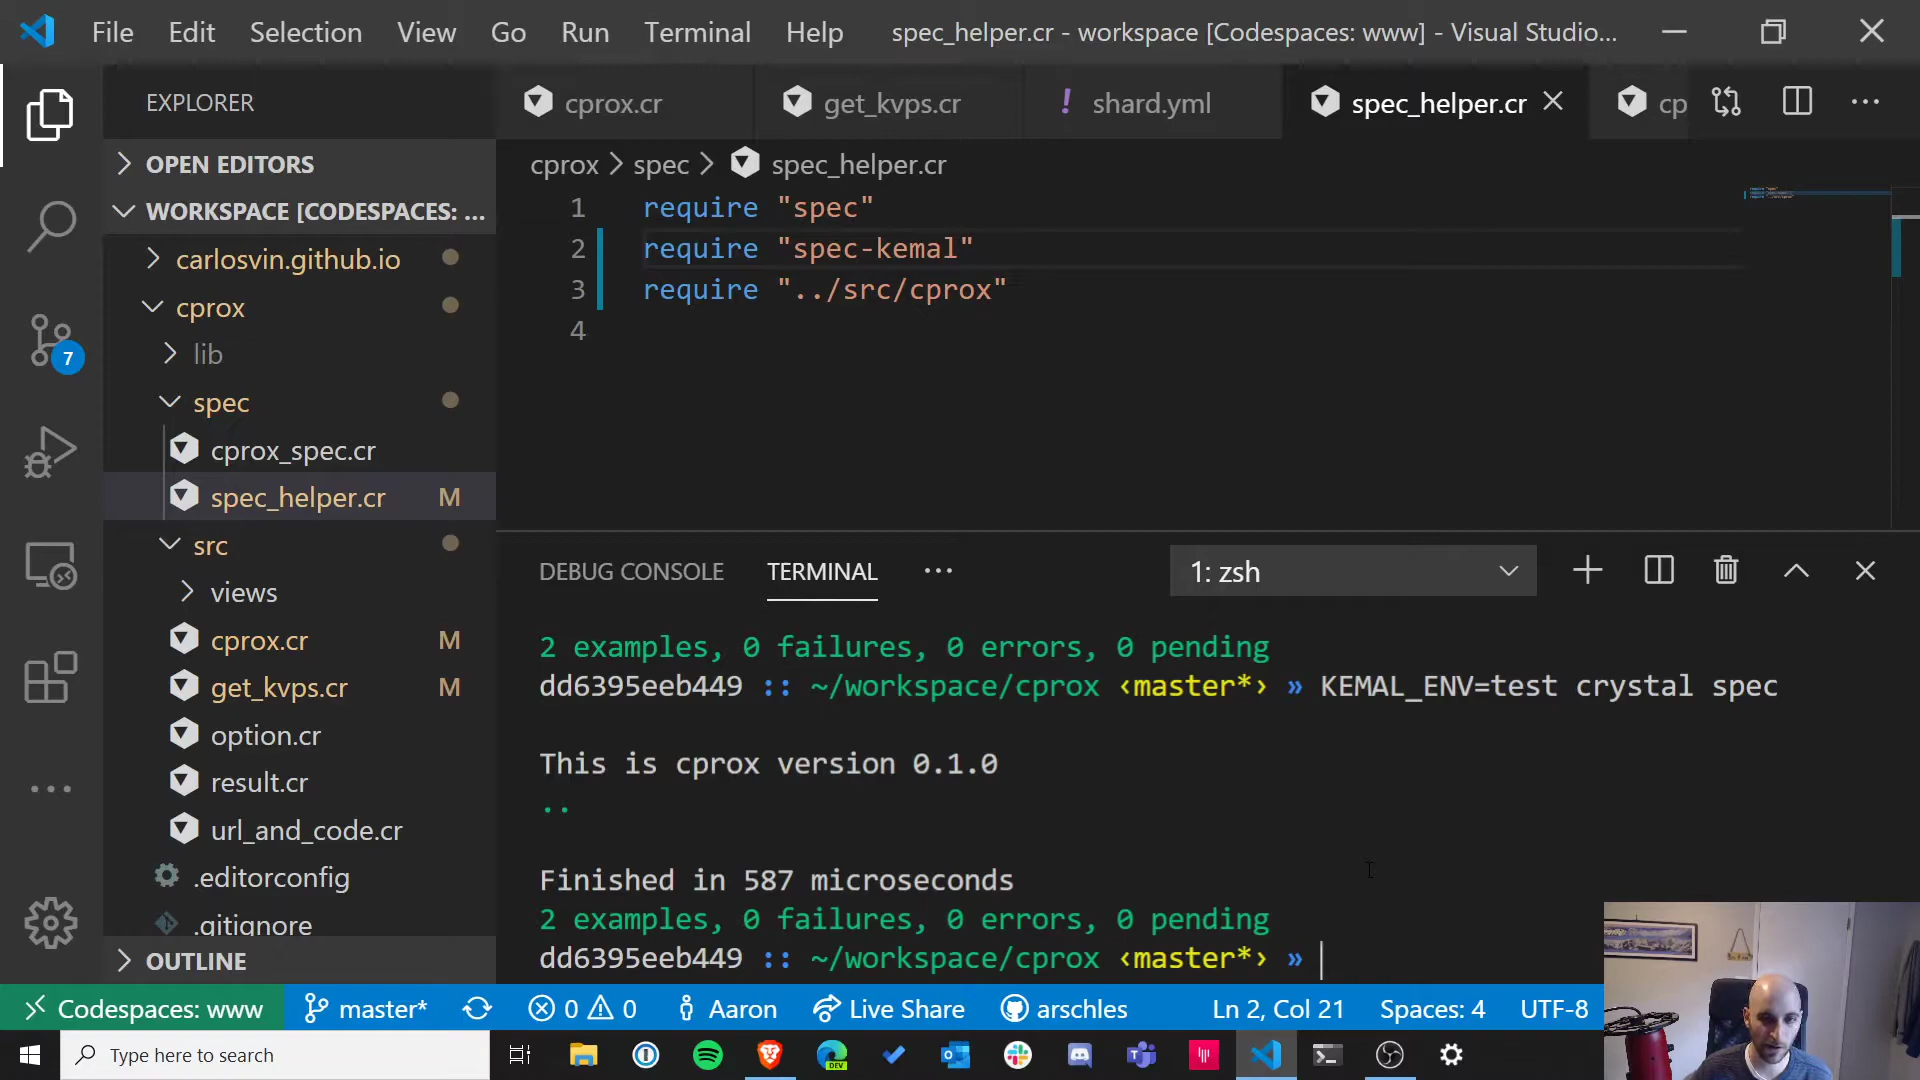 File Edit Selection View Go Run Terminal Help spec_helper.cr - workspace [Codespaces: www] - Visual Studio...
EXPLORER
cprox.cr get_kvps.cr ! shard.yml spec_helper.cr cp
OPEN EDITORS
WORKSPACE [CODESPACES: ...
carlosvin.github.io
cprox
lib
spec
cprox_spec.cr
spec_helper.cr M
src
views
cprox.cr M
get_kvps.cr M
option.cr
result.cr
url_and_code.cr
.editorconfig
.gitignore
OUTLINE
7
cprox > spec > spec_helper.cr
1 require "spec"
2 require "spec-kemal"
3 require "../src/cprox"
4
DEBUG CONSOLE TERMINAL ... 1: zsh
2 examples, 0 failures, 0 errors, 0 pending
dd6395eeb449 :: ~/workspace/cprox ‹master*› » KEMAL_ENV=test crystal spec
This is cprox version 0.1.0
..
Finished in 587 microseconds
2 examples, 0 failures, 0 errors, 0 pending
dd6395eeb449 :: ~/workspace/cprox ‹master*› »
Codespaces: www master* 0 0 Aaron Live Share arschles Ln 2, Col 21 Spaces: 4 UTF-8
Type here to search
DEV